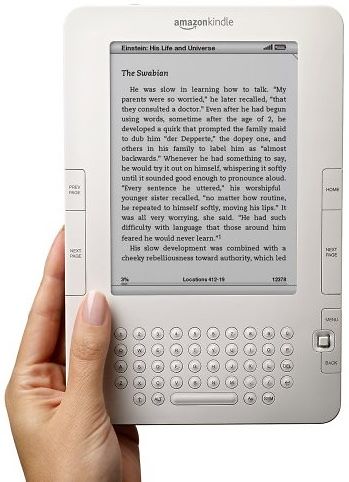 amazonkindle
Einstein: His Life and Universe
The Swabian
He was slow in learning how to talk. "My
parents were so worried," he later recalled, "that
they consulted a doctor." Even after he had begun
using words, sometime after the age of 2, he
developed a quirk that prompted the family maid
to dub him "der Depperte," the dopey one, and
others in his family to label him as "almost
backwards." Whenever he had something to say,
he would try it out on himself, whispering it softly
until it sounded good enough to pronounce aloud.
"Every sentence he uttered," his worshipful
younger sister recalled, "no matter how routine,
he repeated to himself softly, moving his lips." It
was all very worrying, she said. "He had such
difficulty with language that those around him
feared he would never learn."¹
His slow development was combined with a
cheeky rebelliousness toward authority, which led
3%
Locations 412-19
12378
PREV
PAGE
NEXT
PAGE
HOME
NEXT
PAGE
MENU
BACK